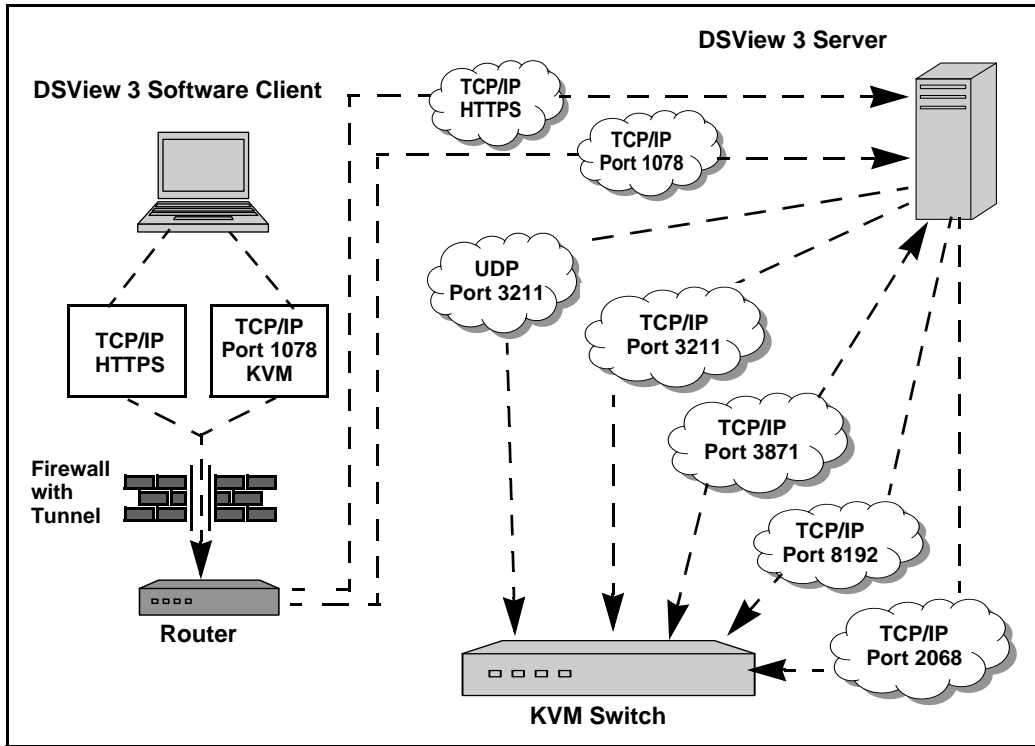 DSView 3 Server
DSView 3 Software Client
TCP/IP
HTTPS
TCP/IP
Port 1078
UDP
Port 3211
TCP/IP
Port 3211
TCP/IP
HTTPS
TCP/IP
Port 1078
KVM
TCP/IP
Port 3871
Firewall
with
Tunnel
TCP/IP
Port 8192
Router
TCP/IP
Port 2068
KVM Switch